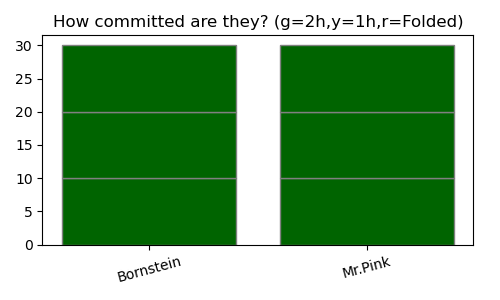 How committed are they? (g=2h,y=1h,r=Folded)
30
25
20
15
10
5
0
Bornstein
Mr.Pink